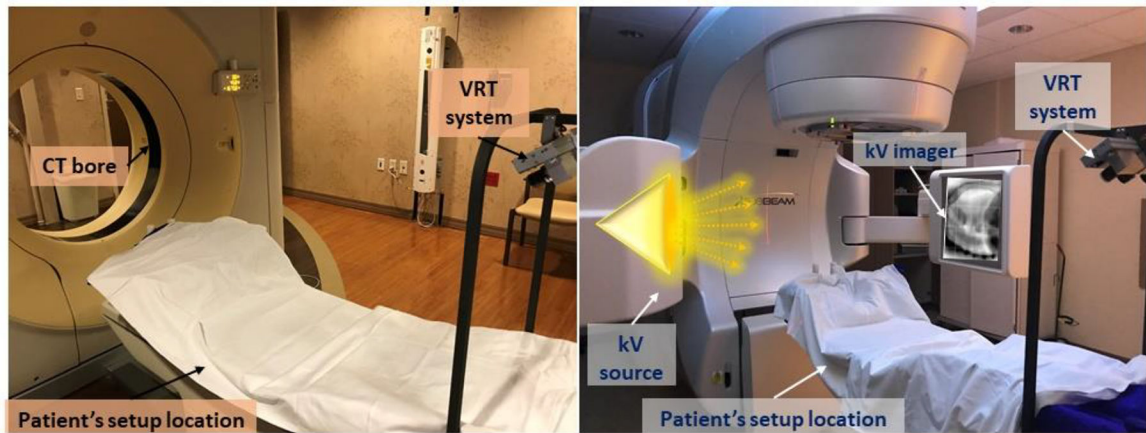 VRT
system
CT bore
Patient's setup location
VRT
system
kV imager
kV
source
Patient's setup location